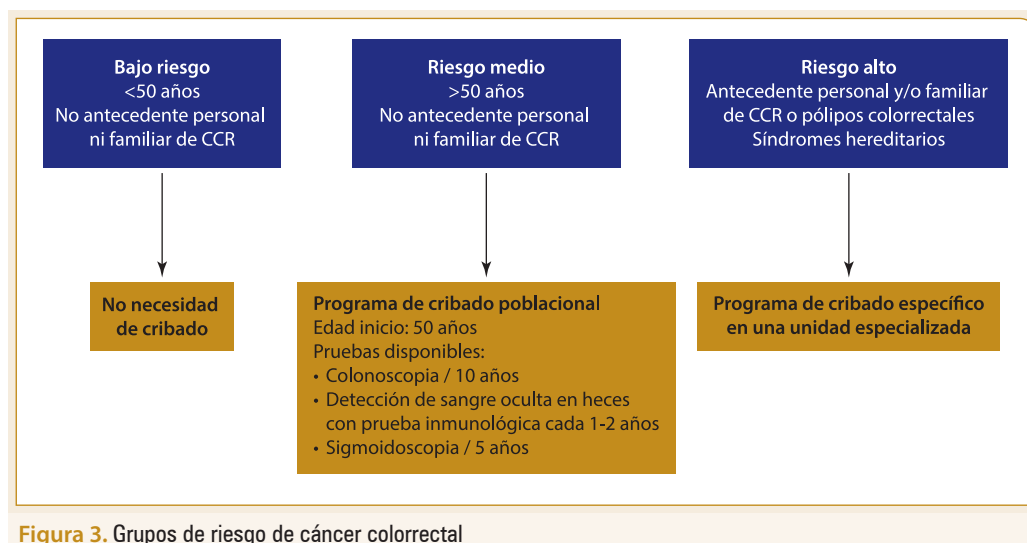 Bajo riesgo
<50 años
No antecedente personal
ni familiar de CCR
Riesgo medio
>50 años
No antecedente personal
ni familiar de CCR
Riesgo alto
Antecedente personal y/o familiar
de CCR o pólipos colorrectales
Síndromes hereditarios
No necesidad
de cribado
Programa de cribado poblacional
Edad inicio: 50 años
Pruebas disponibles:
• Colonoscopia / 10 años
• Detección de sangre oculta en heces
con prueba inmunológica cada 1-2 años
• Sigmoidoscopia / 5 años
Programa de cribado específico
en una unidad especializada
Figura 3. Grupos de riesgo de cáncer colorrectal